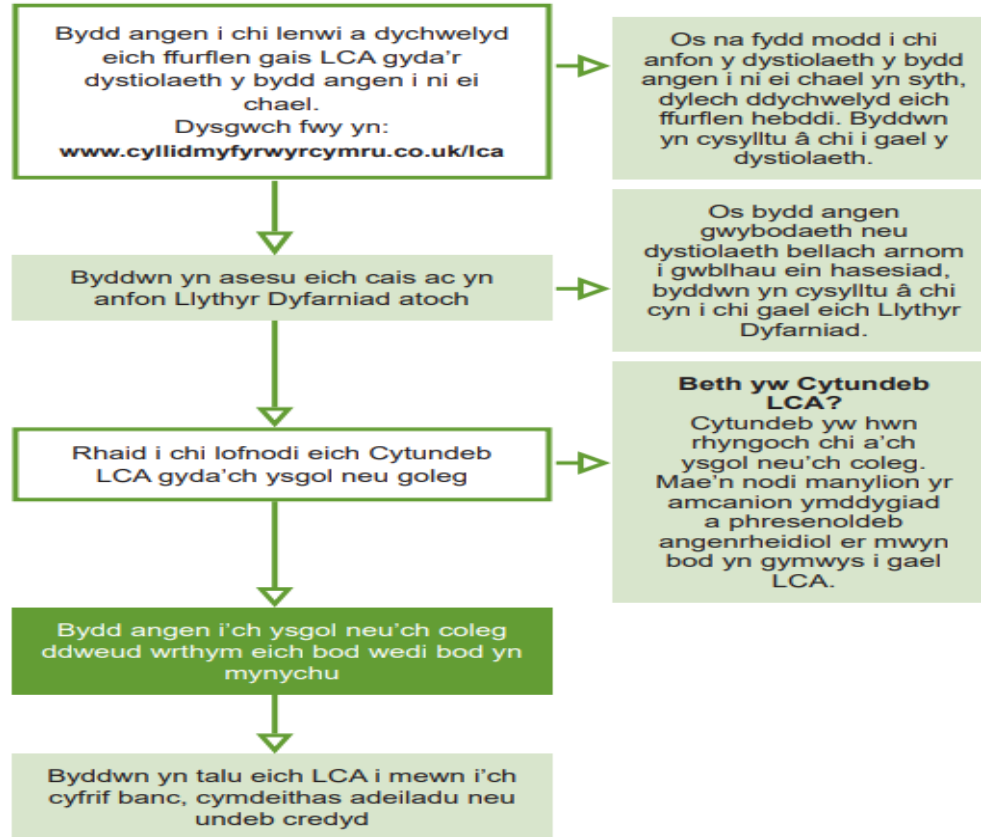 Bydd angen i chi lenwi a dychwelyd
eich ffurflen gais LCA gyda'r
dystiolaeth y bydd angen i ni ei
chael.
Dysgwch fwy yn:
www.cyllidmyfyrwyrcymru.co.uk/lca
Os na fydd modd i chi
anfon y dystiolaeth y bydd
angen i ni ei chael yn syth,
dylech ddychwelyd eich
ffurflen hebddi. Byddwn
yn cysylltu â chi i gael y
dystiolaeth.
Byddwn yn asesu eich cais ac yn
anfon Llythyr Dyfarniad atoch
Os bydd angen
gwybodaeth neu
dystiolaeth bellach arnom
i gwblhau ein hasesiad,
byddwn yn cysylltu â chi
cyn i chi gael eich Llythyr
Dyfarniad.
Rhaid i chi lofnodi eich Cytundeb
LCA gyda'ch ysgol neu goleg
Beth yw Cytundeb
LCA?
Cytundeb yw hwn
rhyngoch chi a'ch
ysgol neu'ch coleg.
Mae'n nodi manylion yr
amcanion ymddygiad
a phresenoldeb
angenrheidiol er mwyn
bod yn gymwys i gael
LCA.
Bydd angen i'ch ysgol neu'ch coleg
ddweud wrthym eich bod wedi bod yn
mynychu
Byddwn yn talu eich LCA i mewn i'ch
cyfrif banc, cymdeithas adeiladu neu
undeb credyd